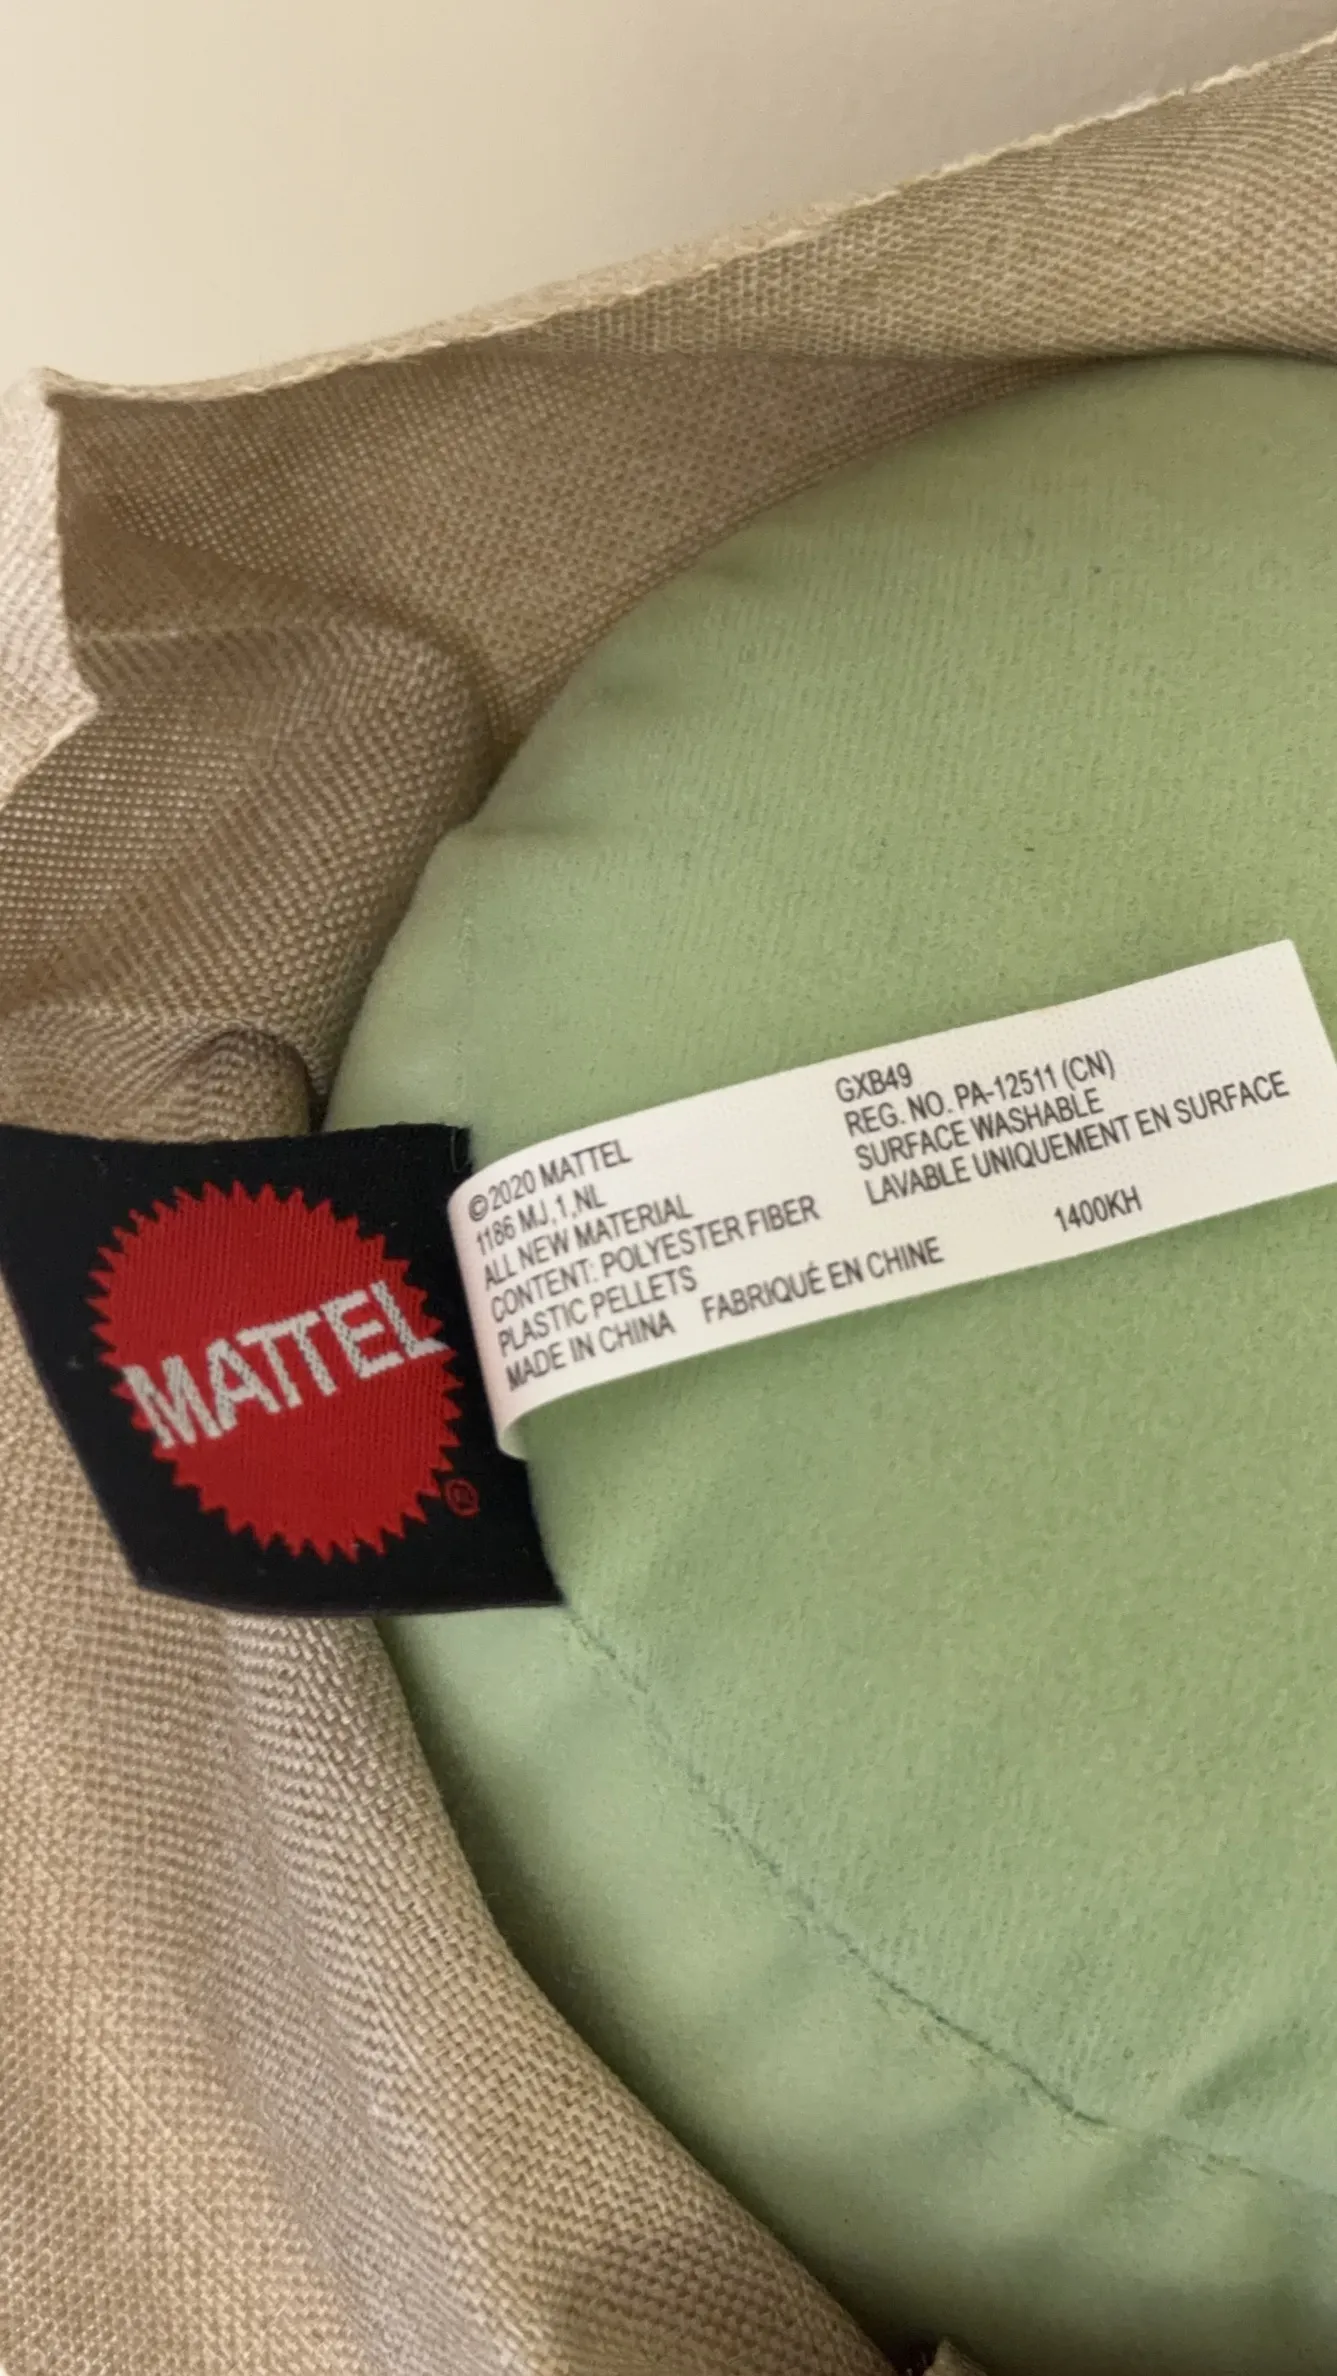 MATTEL
®
©2020 MATTEL
1186 MJ,1,NL
ALL NEW MATERIAL
CONTENT: POLYESTER FIBER
PLASTIC PELLETS
MADE IN CHINA FABRIQUÉ EN CHINE
GXB49
REG. NO. PA-12511 (CN)
SURFACE WASHABLE
LAVABLE UNIQUEMENT EN SURFACE
1400KH